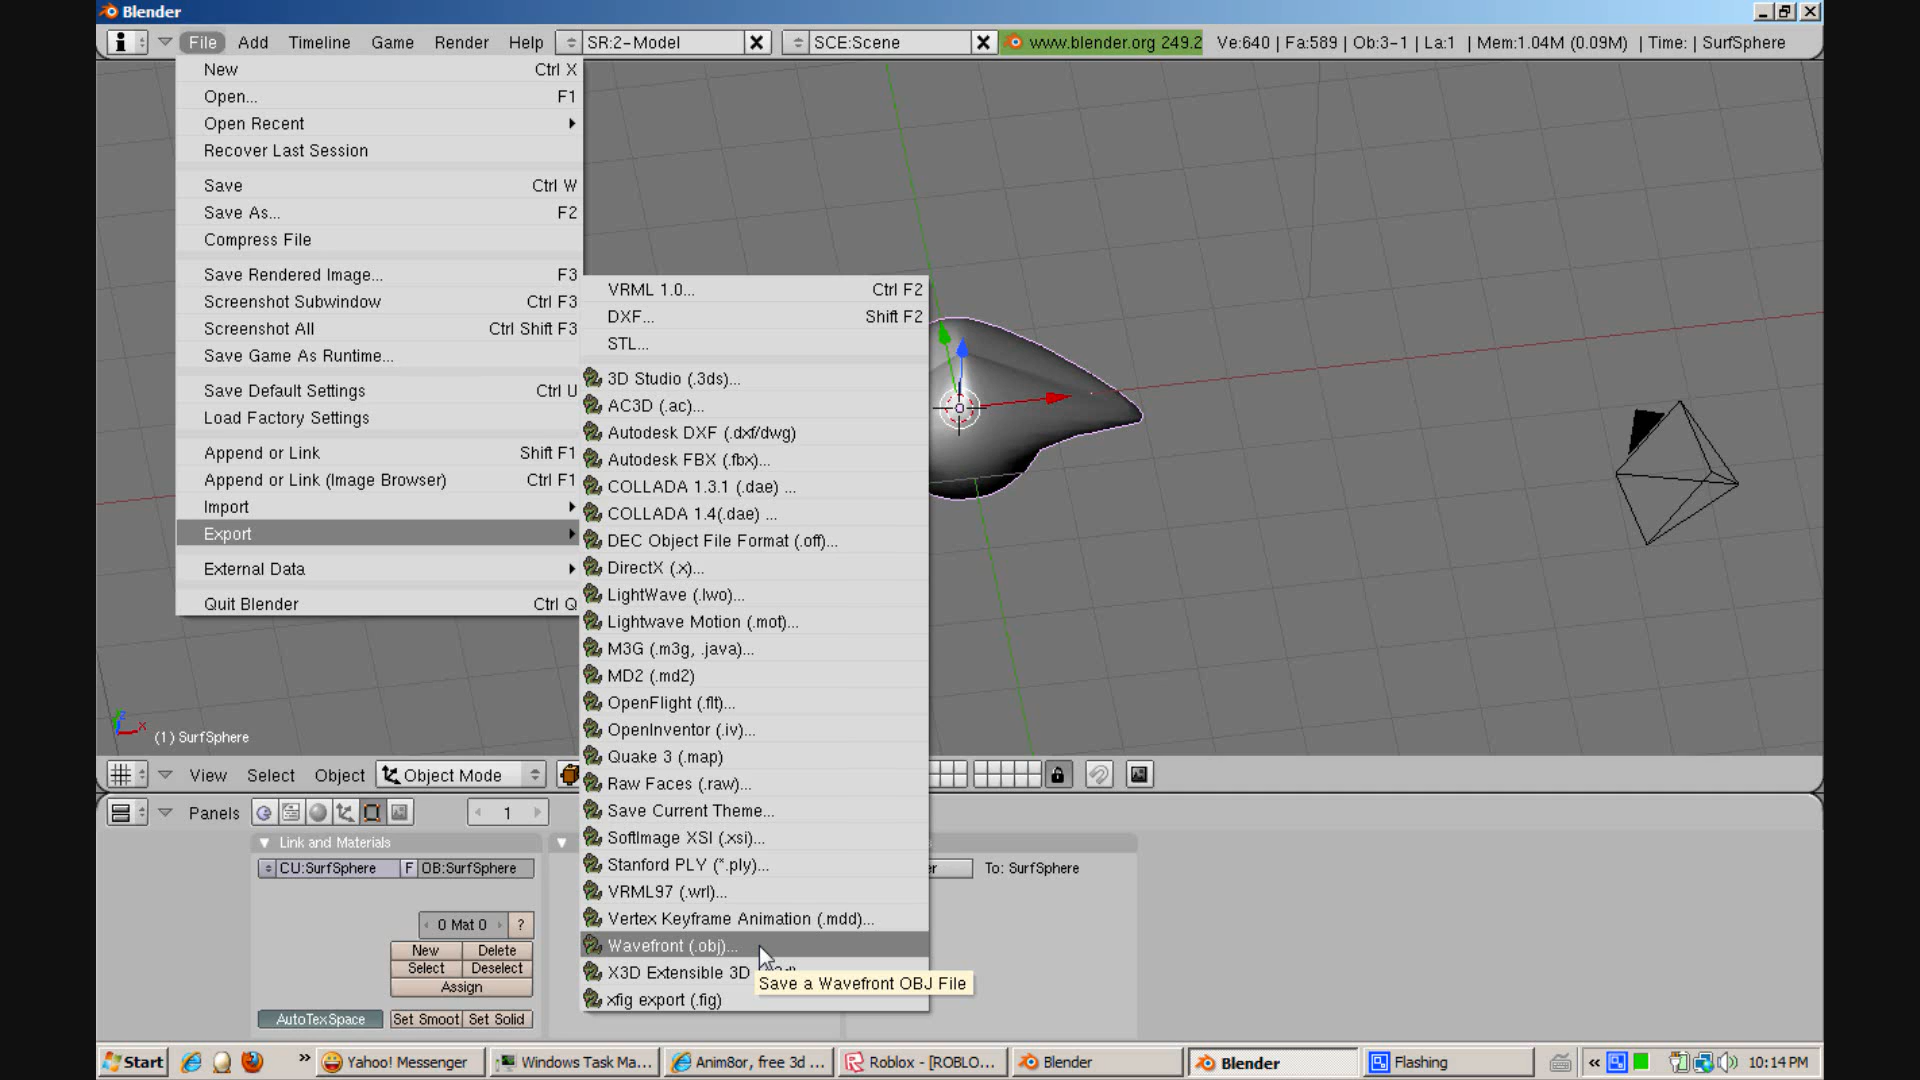 Blender
File Add Timeline Game Render Help SR:2-Model SCE:Scene www.blender.org 249.2 Ve:640 | Fa:589 | Ob:3-1 | La:1 | Mem:1.04M (0.09M) | Time: | SurfSphere
New Ctrl X
Open... F1
Open Recent
Recover Last Session
Save Ctrl W
Save As... F2
Compress File
Save Rendered Image... F3
Screenshot Subwindow Ctrl F3
Screenshot All Ctrl Shift F3
Save Game As Runtime...
Save Default Settings Ctrl U
Load Factory Settings
Append or Link Shift F1
Append or Link (Image Browser) Ctrl F1
Import
Export
External Data
Quit Blender Ctrl Q
VRML 1.0... Ctrl F2
DXF... Shift F2
STL...
3D Studio (.3ds)...
AC3D (.ac)...
Autodesk DXF (.dxf/dwg)
Autodesk FBX (.fbx)...
COLLADA 1.3.1 (.dae) ...
COLLADA 1.4(.dae) ...
DEC Object File Format (.off)...
DirectX (.x)...
LightWave (.lwo)...
Lightwave Motion (.mot)...
M3G (.m3g, .java)...
MD2 (.md2)
OpenFlight (.flt)...
OpenInventor (.iv)...
Quake 3 (.map)
Raw Faces (.raw)...
Save Current Theme...
SoftImage XSI (.xsi)...
Stanford PLY (*.ply)...
VRML97 (.wrl)...
Vertex Keyframe Animation (.mdd)...
Wavefront (.obj)...
X3D Extensible 3D
Save a Wavefront OBJ File
xfig export (.fig)
z x
(1) SurfSphere
View Select Object Object Mode
Panels 1
Link and Materials
CU:SurfSphere F OB:SurfSphere
To: SurfSphere
0 Mat 0 ?
New Delete
Select Deselect
Assign
AutoTexSpace Set Smoot Set Solid
Start » Yahoo! Messenger Windows Task Ma... Anim8or, free 3d ... Roblox - [ROBLO... Blender Blender Flashing « 10:14 PM